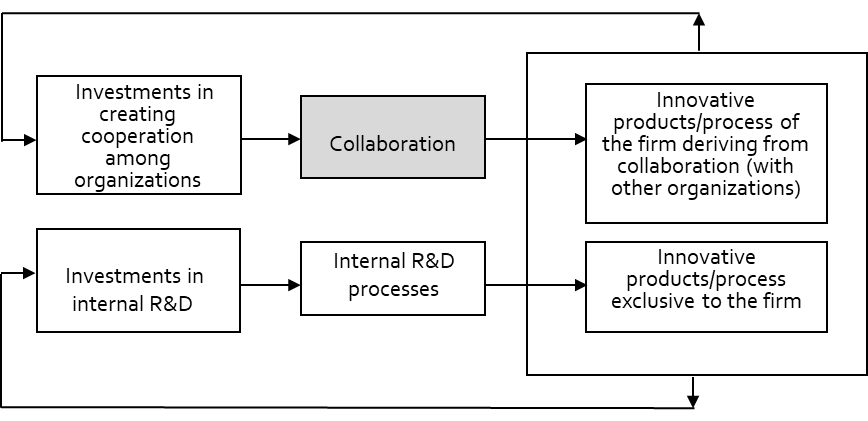 Investments in
creating
cooperation
among
organizations
Collaboration
Innovative
products/process of
the firm deriving from
collaboration (with
other organizations)
Investments in
internal R&D
Internal R&D
processes
Innovative
products/process
exclusive to the firm